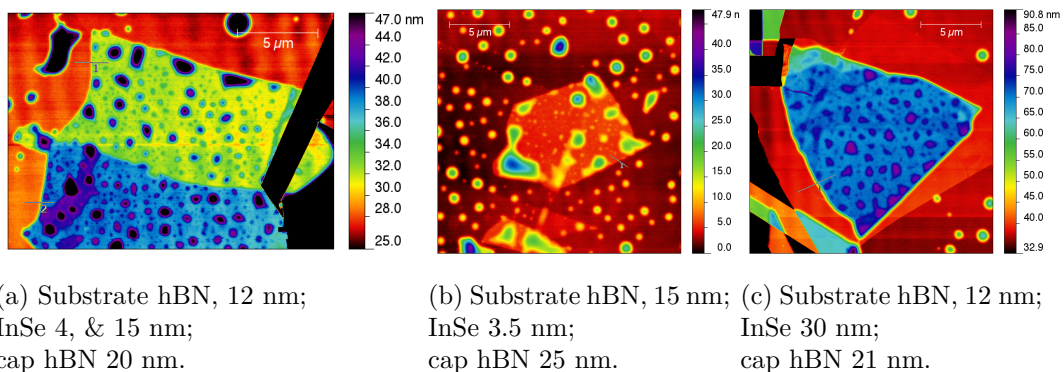 47.0 nm
44.0
42.0
40.0
38.0
36.0
34.0
32.0
30.0
28.0
25.0
5 µm
1
2
47.9 n
40.0
35.0
30.0
25.0
20.0
15.0
10.0
5.0
0.0
5 µm
1
90.8 nm
85.0
80.0
75.0
70.0
65.0
60.0
55.0
50.0
45.0
40.0
32.9
5 µm
(a) Substrate hBN, 12 nm;
InSe 4, & 15 nm;
cap hBN 20 nm.
(b) Substrate hBN, 15 nm;
InSe 3.5 nm;
cap hBN 25 nm.
(c) Substrate hBN, 12 nm;
InSe 30 nm;
cap hBN 21 nm.